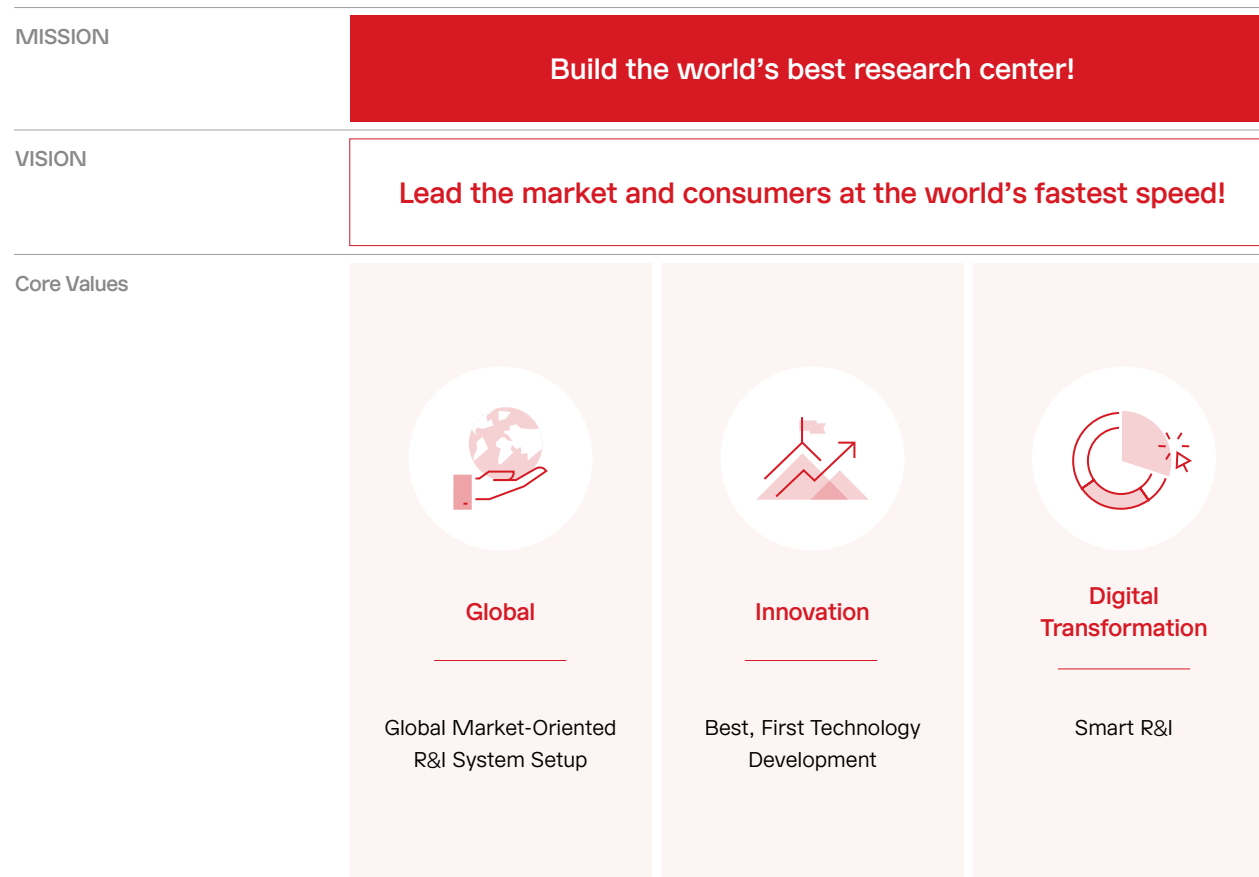 MISSION
Build the world's best research center!
VISION
Lead the market and consumers at the world's fastest speed!
Core Values
Global
Global Market-Oriented
R&I System Setup
Innovation
Best, First Technology
Development
Digital
Transformation
Smart R&I